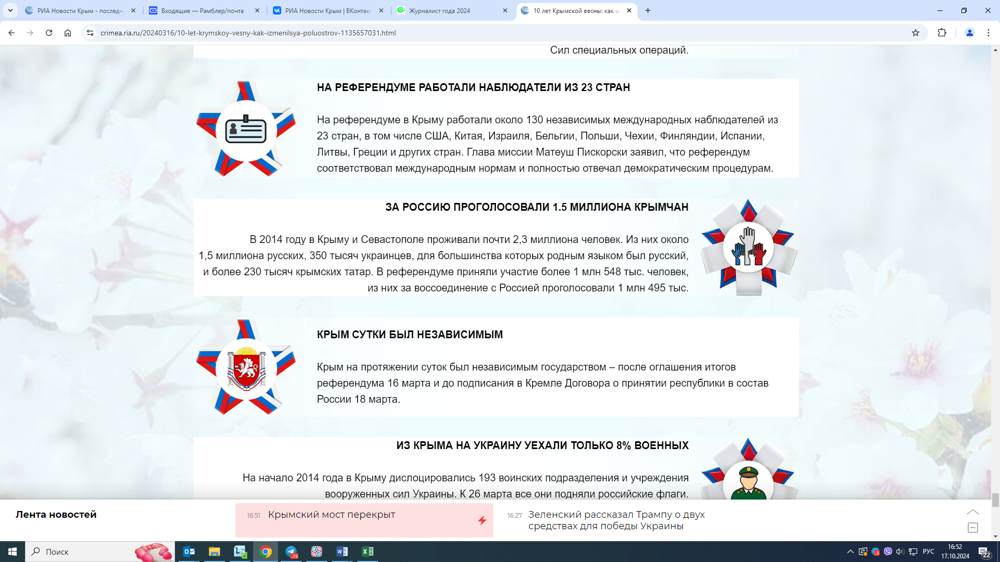 РИА Новости Крым - последн
Входящие — Рамблер/почта
РИА Новости Крым | ВКонтакт
Журналист года 2024
10 лет Крымской весны: как из
crimea.ria.ru/20240316/10-let-krymskoy-vesny-kak-izmenilsya-poluostrov-1135657031.html
Сил специальных операций.
НА РЕФЕРЕНДУМЕ РАБОТАЛИ НАБЛЮДАТЕЛИ ИЗ 23 СТРАН
На референдуме в Крыму работали около 130 независимых международных наблюдателей из
23 стран, в том числе США, Китая, Израиля, Бельгии, Польши, Чехии, Финляндии, Испании,
Литвы, Греции и других стран. Глава миссии Матеуш Пискорски заявил, что референдум
соответствовал международным нормам и полностью отвечал демократическим процедурам.
ЗА РОССИЮ ПРОГОЛОСОВАЛИ 1.5 МИЛЛИОНА КРЫМЧАН
В 2014 году в Крыму и Севастополе проживали почти 2,3 миллиона человек. Из них около
1,5 миллиона русских, 350 тысяч украинцев, для большинства которых родным языком был русский,
и более 230 тысяч крымских татар. В референдуме приняли участие более 1 млн 548 тыс. человек,
из них за воссоединение с Россией проголосовали 1 млн 495 тыс.
КРЫМ СУТКИ БЫЛ НЕЗАВИСИМЫМ
Крым на протяжении суток был независимым государством – после оглашения итогов
референдума 16 марта и до подписания в Кремле Договора о принятии республики в состав
России 18 марта.
ИЗ КРЫМА НА УКРАИНУ УЕХАЛИ ТОЛЬКО 8% ВОЕННЫХ
На начало 2014 года в Крыму дислоцировались 193 воинских подразделения и учреждения
вооруженных сил Украины. К 26 марта все они подняли российские флаги.
Лента новостей
16:51 Крымский мост перекрыт
16:27 Зеленский рассказал Трампу о двух
средствах для победы Украины
Поиск
79
РУС
16:52
17.10.2024
22